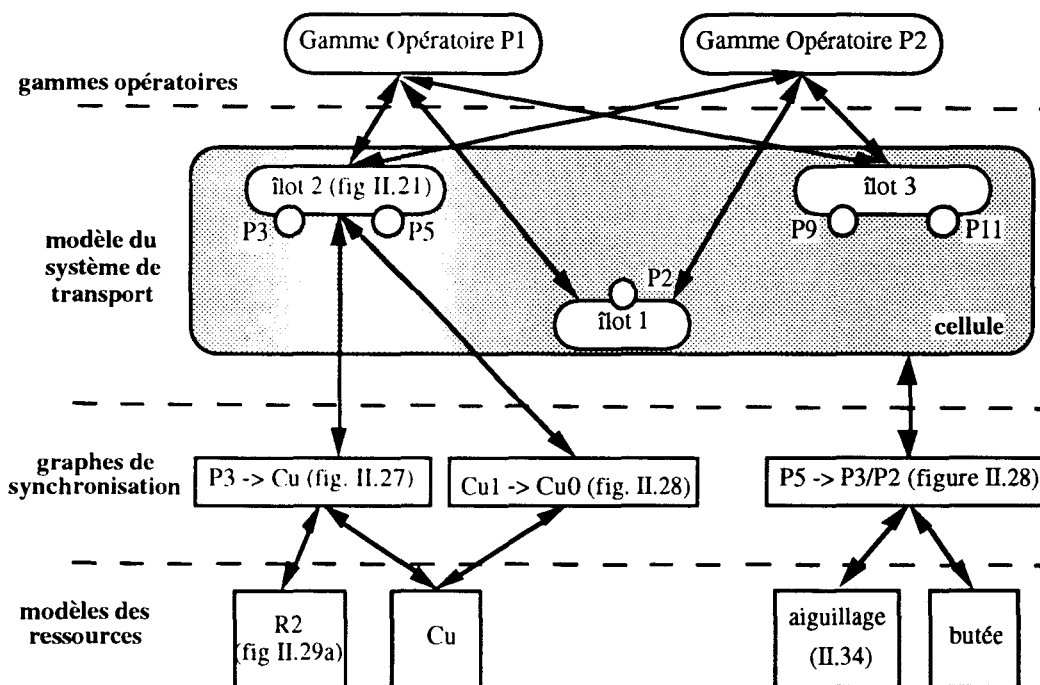 Gamme Opératoire P1
Gamme Opératoire P2
gammes opératoires
îlot 2 (fig II.21)
îlot 3
P3
P5
P9
P11
modèle du
système de
transport
P2
îlot 1
cellule
graphes de
synchronisation
P3 -> Cu (fig. II.27)
Cu1 -> Cu0 (fig. II.28)
P5 -> P3/P2 (figure II.28)
modèles des
ressources
R2
(fig II.29a)
Cu
aiguillage
(II.34)
butée